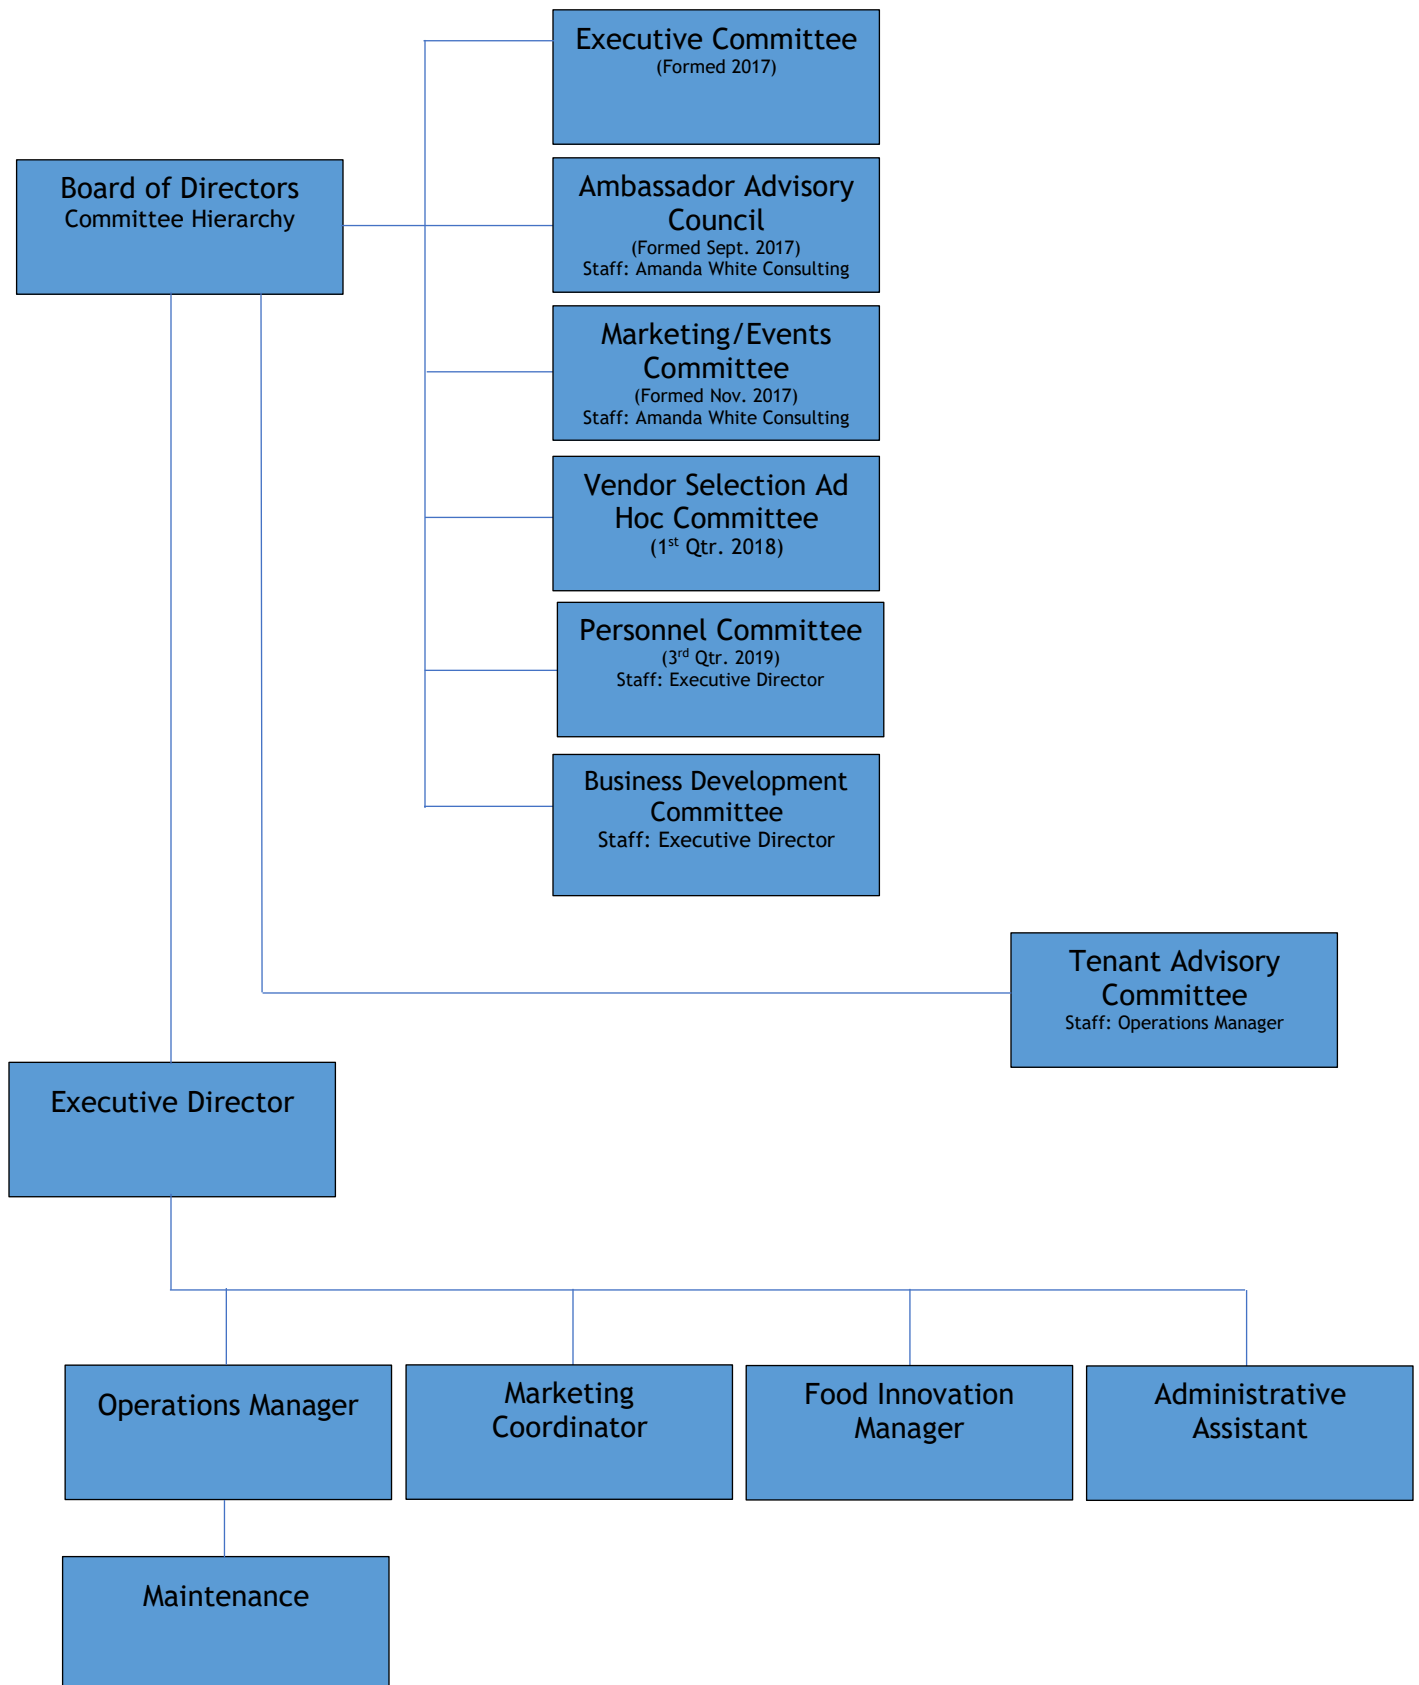 Executive Committee
(Formed 2017)
Board of Directors
Committee Hierarchy
Ambassador Advisory
Council
(Formed Sept. 2017)
Staff: Amanda White Consulting
Marketing/Events
Committee
(Formed Nov. 2017)
Staff: Amanda White Consulting
Vendor Selection Ad
Hoc Committee
(1st Qtr. 2018)
Personnel Committee
(3rd Qtr. 2019)
Staff: Executive Director
Business Development
Committee
Staff: Executive Director
Tenant Advisory
Committee
Staff: Operations Manager
Executive Director
Operations Manager
Marketing
Coordinator
Food Innovation
Manager
Administrative
Assistant
Maintenance